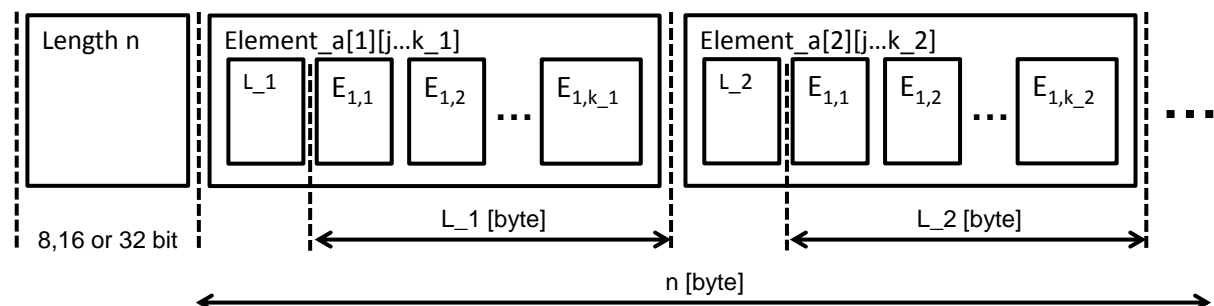 Length n
Element_a[1][j...k_1]
L_1 E1,1 E1,2 ... E1,k_1
Element_a[2][j...k_2]
L_2 E1,1 E1,2 ... E1,k_2
...
8,16 or 32 bit
L_1 [byte]
L_2 [byte]
n [byte]